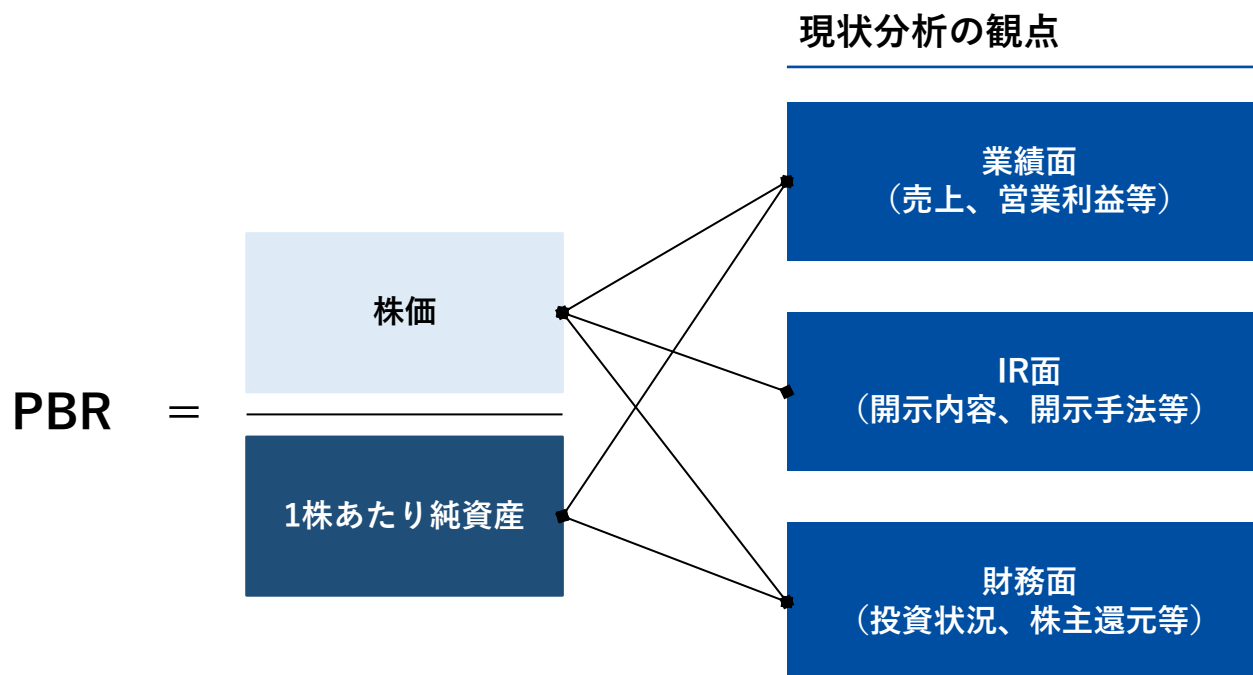 現状分析の観点
業績面
（売上、営業利益等）
株価
IR面
（開示内容、開示手法等）
PBR =
1株あたり純資産
財務面
（投資状況、株主還元等）